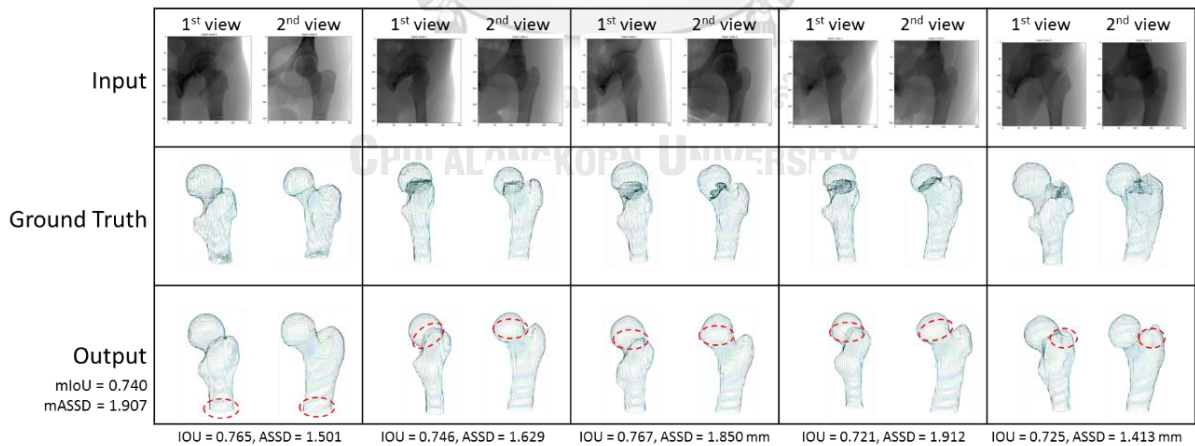 1st view 2nd view 1st view 2nd view 1st view 2nd view 1st view 2nd view 1st view 2nd view
Input
CHULALONGKORN UNIVERSITY
Ground Truth
Output
mIoU = 0.740
mASSD = 1.907
IOU = 0.765, ASSD = 1.501 IOU = 0.746, ASSD = 1.629 IOU = 0.767, ASSD = 1.850 mm IOU = 0.721, ASSD = 1.912 IOU = 0.725, ASSD = 1.413 mm